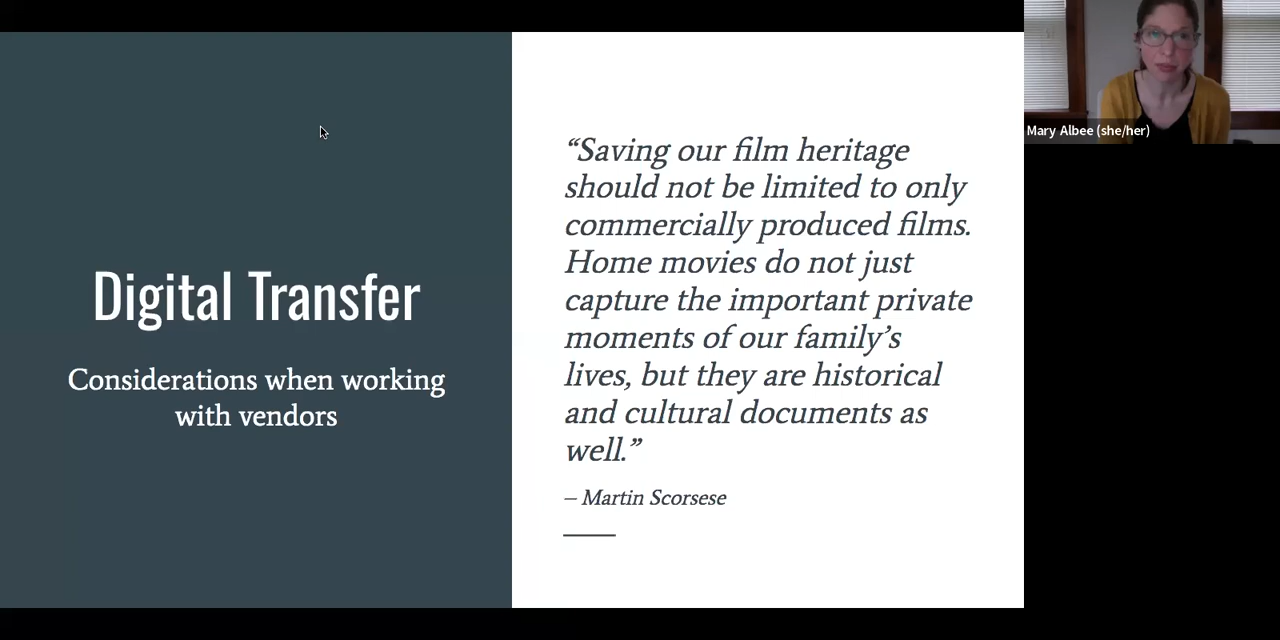 Digital Transfer
Considerations when working
with vendors
“Saving our film heritage
should not be limited to only
commercially produced films.
Home movies do not just
capture the important private
moments of our family’s
lives, but they are historical
and cultural documents as
well.”
– Martin Scorsese
Mary Albee (she/her)